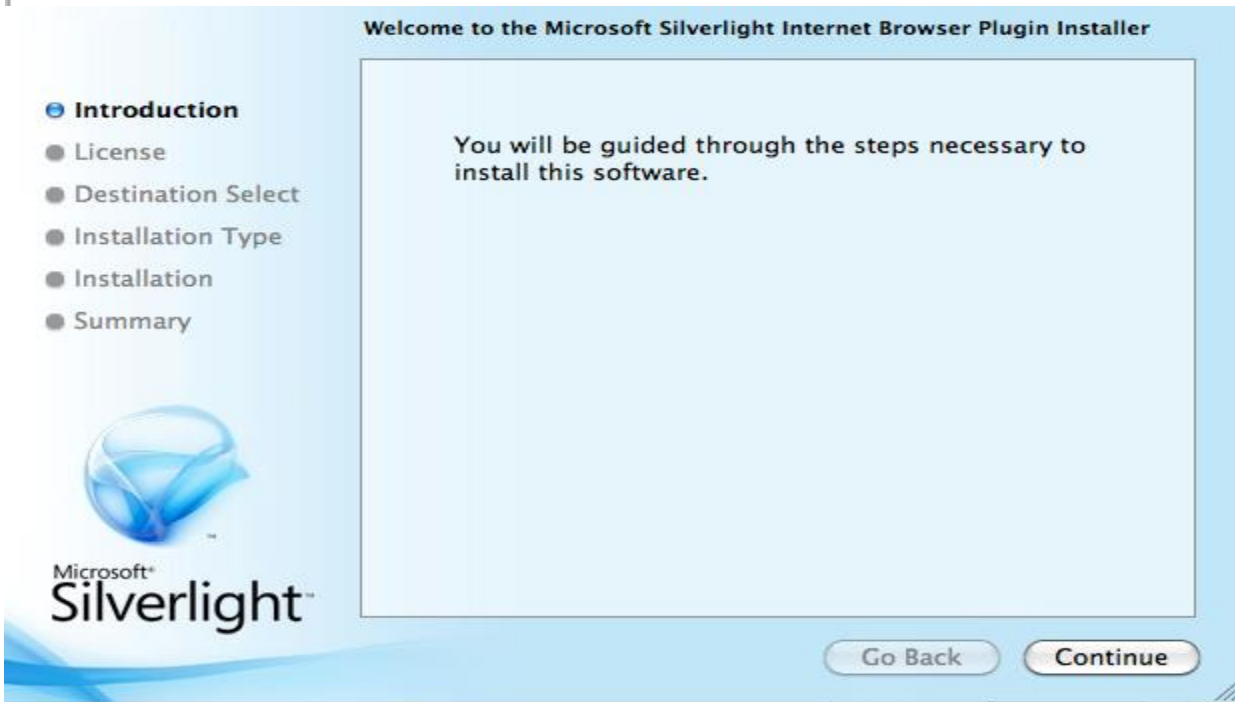 Welcome to the Microsoft Silverlight Internet Browser Plugin Installer
Introduction
License
Destination Select
Installation Type
Installation
Summary
You will be guided through the steps necessary to
install this software.
Microsoft®
Silverlight™
Go Back
Continue